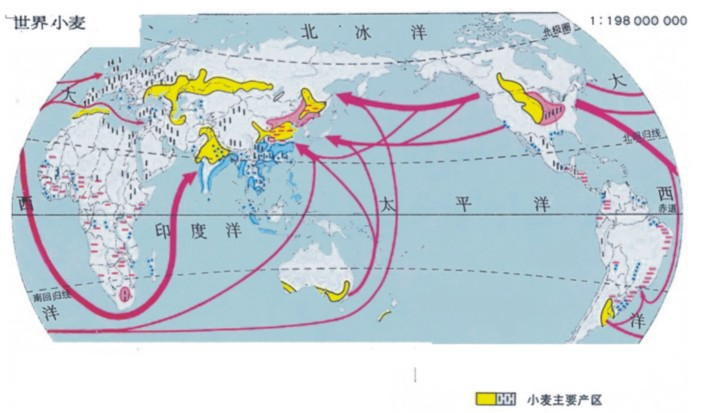 世界小麦
1:198 000 000
北冰洋
北极圈
大
大
北回归线
西
印度洋
太平洋
西
赤道
南回归线
洋
洋
小麦主要产区